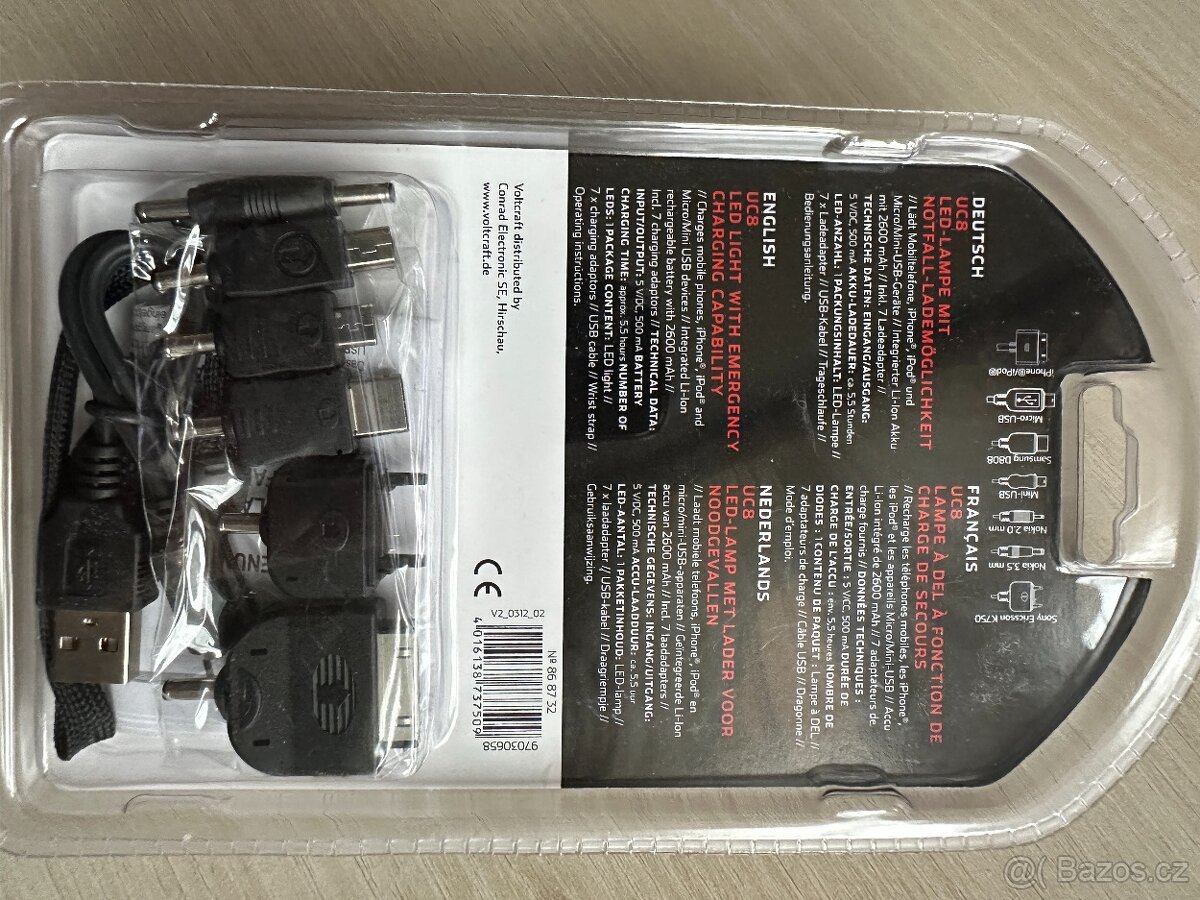 iPhone®/iPod®
Micro-USB
Samsung D808
Mini-USB
Nokia 2.0 mm
Nokia 3.5 mm
Sony Ericsson K750
DEUTSCH
UC8
LED-LAMPE MIT
NOTFALL-LADEMÖGLICHKEIT
// Lädt Mobiltelefone, iPhone®, iPod® und
Micro/Mini-USB-Geräte // Integrierter Li-Ion Akku
mit 2600 mAh // Inkl. 7 Ladeadapter //
TECHNISCHE DATEN: EINGANG/AUSGANG:
5 V/DC, 500 mA AKKU-LADEDAUER: ca. 5,5 Stunden
LED-ANZAHL: 1 PACKUNGSINHALT: LED-Lampe //
7 x Ladeadapter // USB-Kabel // Trageschlaufe //
Bedienungsanleitung.
FRANÇAIS
UC8
LAMPE À DEL À FONCTION DE
CHARGE DE SECOURS
// Recharge les téléphones mobiles, les iPhone®,
les iPod® et les appareils Micro/Mini-USB // Accu
Li-Ion intégré de 2600 mAh // 7 adaptateurs de
charge fournis // DONNÉES TECHNIQUES :
ENTRÉE/SORTIE : 5 VCC, 500 mA DURÉE DE
CHARGE DE L'ACCU : env. 5,5 heures NOMBRE DE
DIODES : 1 CONTENU DE PAQUET : Lampe à DEL //
7 adaptateurs de charge // Câble USB // Dragonne //
Mode d'emploi.
ENGLISH
UC8
LED LIGHT WITH EMERGENCY
CHARGING CAPABILITY
// Charges mobile phones, iPhone®, iPod® and
Micro/Mini USB devices // Integrated Li-Ion
rechargeable battery with 2600 mAh //
Incl. 7 charging adaptors // TECHNICAL DATA:
INPUT/OUTPUT: 5 V/DC, 500 mA BATTERY
CHARGING TIME: approx. 5.5 hours NUMBER OF
LEDS: 1 PACKAGE CONTENT: LED light //
7 x charging adaptors // USB cable // Wrist strap //
Operating instructions.
NEDERLANDS
UC8
LED-LAMP MET LADER VOOR
NOODGEVALLEN
// Laadt mobiele telefoons, iPhone®, iPod® en
micro/mini-USB-apparaten // Geïntegreerde Li-Ion
accu van 2600 mAh // Incl. 7 laadadapters //
TECHNISCHE GEGEVENS: INGANG/UITGANG:
5 V/DC, 500 mA ACCU-LAADDUUR: ca. 5,5 uur
LED-AANTAL: 1 PAKKETINHOUD: LED-lamp //
7 x laadadapter // USB-kabel // Draagriempje //
Gebruiksaanwijzing.
Voltcraft distributed by
Conrad Electronic SE, Hirschau,
www.voltcraft.de
CE
V2_0312_02
Nº 86 87 32
4 016138 737509
97030658
Bazoš.cz